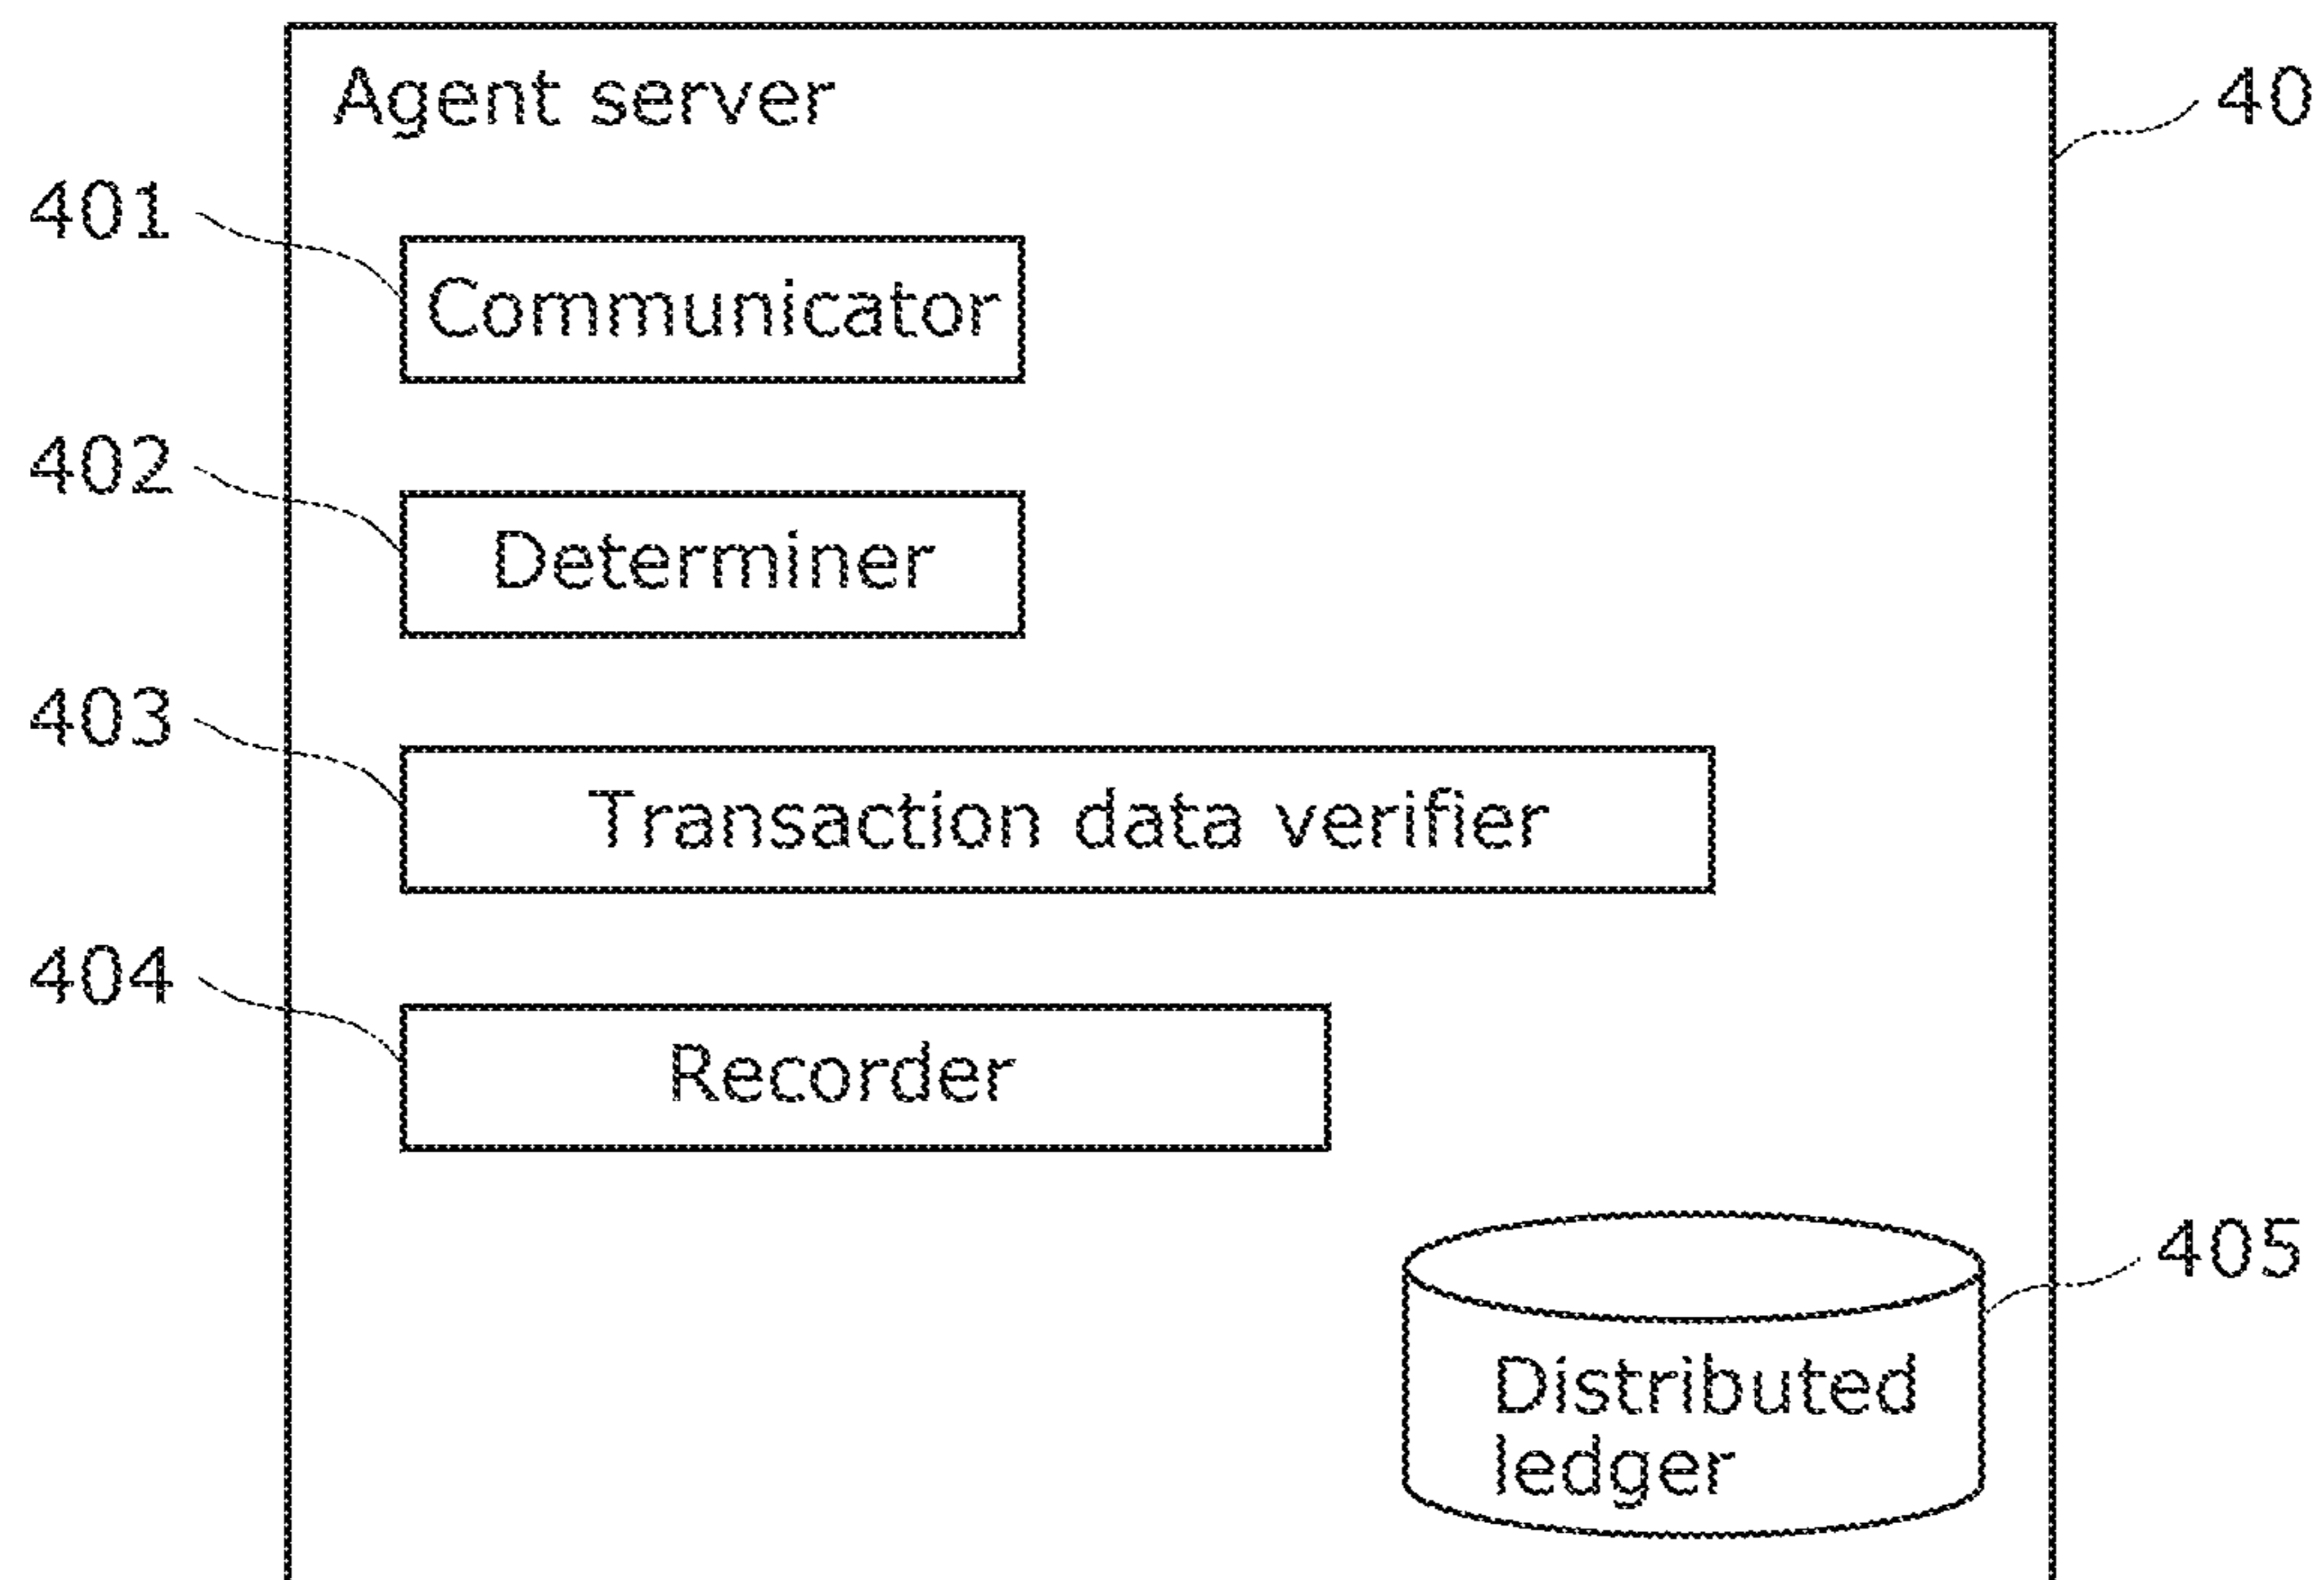 Agent server
40
401
Communicator
402
Determiner
403
Transaction data verifier
404
Recorder
405
Distributed
ledger